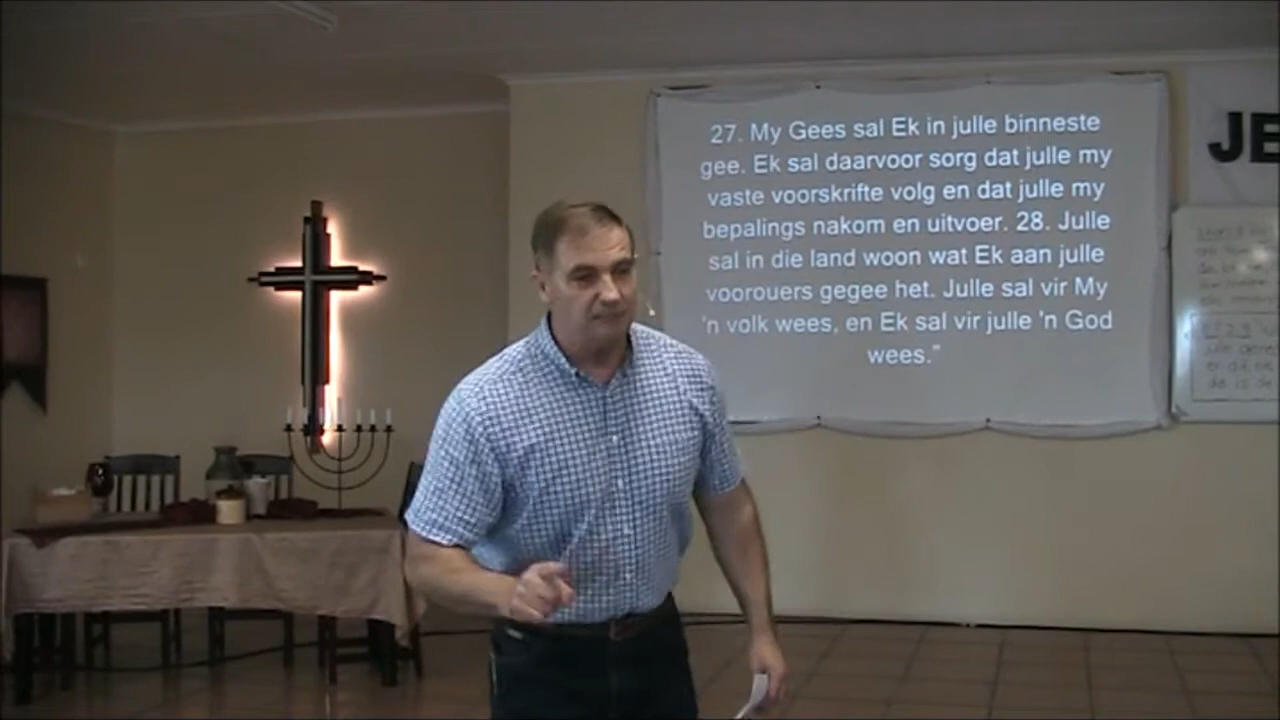 27. My Gees sal Ek in julle binneste
gee. Ek sal daarvoor sorg dat julle my
vaste voorskrifte volg en dat julle my
bepalings nakom en uitvoer. 28. Julle
sal in die land woon wat Ek aan julle
voorouers gegee het. Julle sal vir My
'n volk wees, en Ek sal vir julle 'n God
wees.”
JE